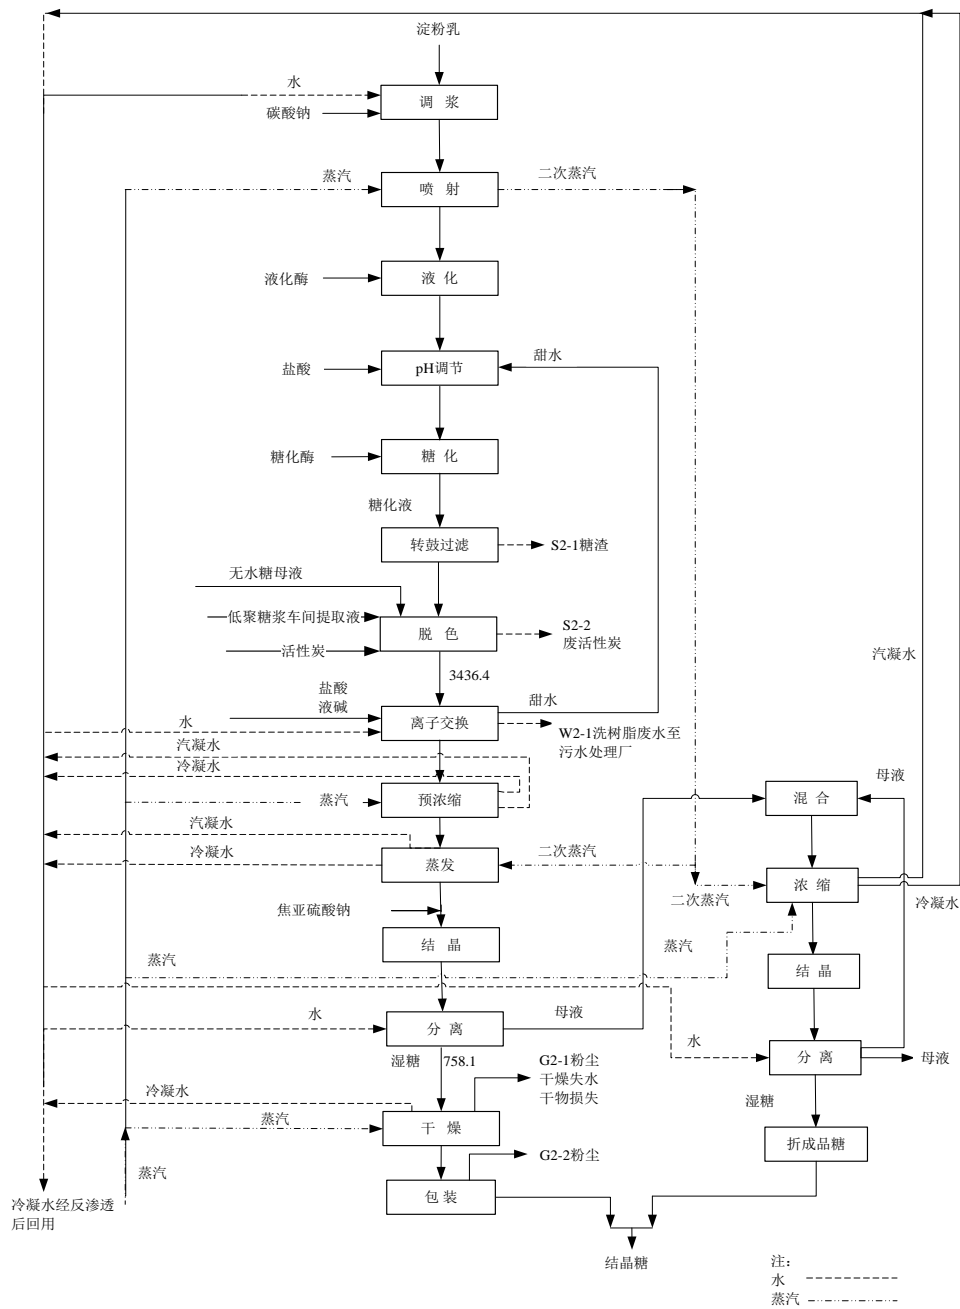 淀粉乳
水
调 浆
碳酸钠
蒸汽
二次蒸汽
喷 射
液化酶
液 化
甜水
盐酸
pH调节
糖化酶
糖 化
糖化液
转鼓过滤
S2-1糖渣
无水糖母液
低聚糖浆车间提取液
脱 色
S2-2
废活性炭
活性炭
汽凝水
3436.4
盐酸
液碱
甜水
离子交换
水
W2-1洗树脂废水至
污水处理厂
汽凝水
冷凝水
母液
蒸汽
预浓缩
混 合
汽凝水
冷凝水
二次蒸汽
蒸发
二次蒸汽
浓 缩
冷凝水
焦亚硫酸钠
结 晶
蒸汽
蒸汽
结 晶
水
分 离
母液
水
分 离
母液
湿糖
758.1
G2-1粉尘
干燥失水
干物损失
冷凝水
湿糖
蒸汽
干 燥
折成品糖
G2-2粉尘
蒸汽
包 装
冷凝水经反渗透
后回用
结晶糖
注:
水
蒸汽